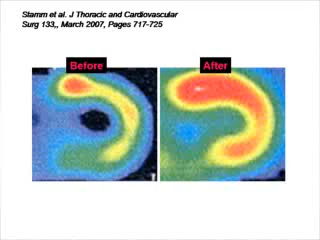 Stamm et al. J Thoracic and Cardiovascular
Surg 133,, March 2007, Pages 717-725
Before
After